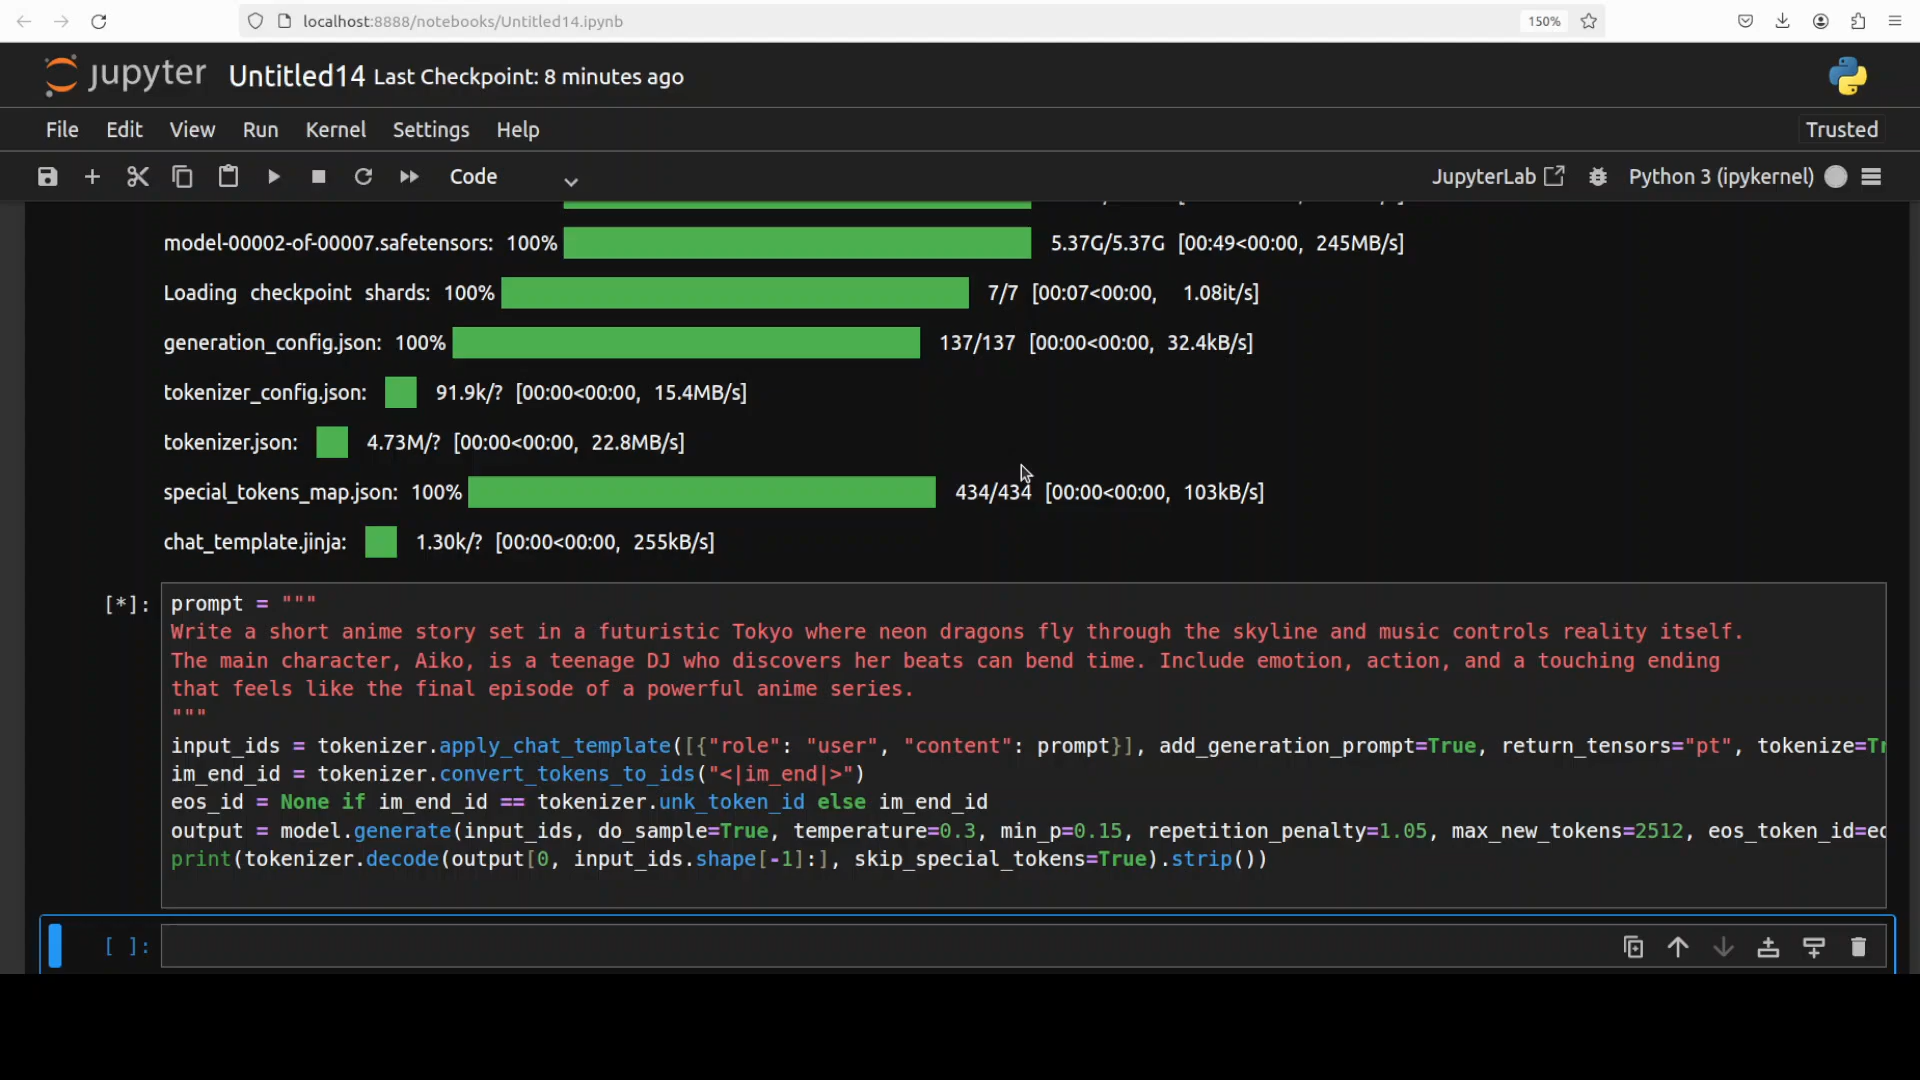 localhost:8888/notebooks/Untitled14.ipynb
150%
jupyter Untitled14 Last Checkpoint: 8 minutes ago
File Edit View Run Kernel Settings Help
Trusted
Code
JupyterLab
Python 3 (ipykernel)
model-00002-of-00007.safetensors: 100% 5.37G/5.37G [00:49<00:00, 245MB/s]
Loading checkpoint shards: 100% 7/7 [00:07<00:00, 1.08it/s]
generation_config.json: 100% 137/137 [00:00<00:00, 32.4kB/s]
tokenizer_config.json: 91.9k/? [00:00<00:00, 15.4MB/s]
tokenizer.json: 4.73M/? [00:00<00:00, 22.8MB/s]
special_tokens_map.json: 100% 434/434 [00:00<00:00, 103kB/s]
chat_template.jinja: 1.30k/? [00:00<00:00, 255kB/s]
[*]: prompt = """
Write a short anime story set in a futuristic Tokyo where neon dragons fly through the skyline and music controls reality itself.
The main character, Aiko, is a teenage DJ who discovers her beats can bend time. Include emotion, action, and a touching ending
that feels like the final episode of a powerful anime series.
"""
input_ids = tokenizer.apply_chat_template([{"role": "user", "content": prompt}], add_generation_prompt=True, return_tensors="pt", tokenize=Tr
im_end_id = tokenizer.convert_tokens_to_ids("<|im_end|>")
eos_id = None if im_end_id == tokenizer.unk_token_id else im_end_id
output = model.generate(input_ids, do_sample=True, temperature=0.3, min_p=0.15, repetition_penalty=1.05, max_new_tokens=2512, eos_token_id=eo
print(tokenizer.decode(output[0, input_ids.shape[-1]:], skip_special_tokens=True).strip())
[ ]: